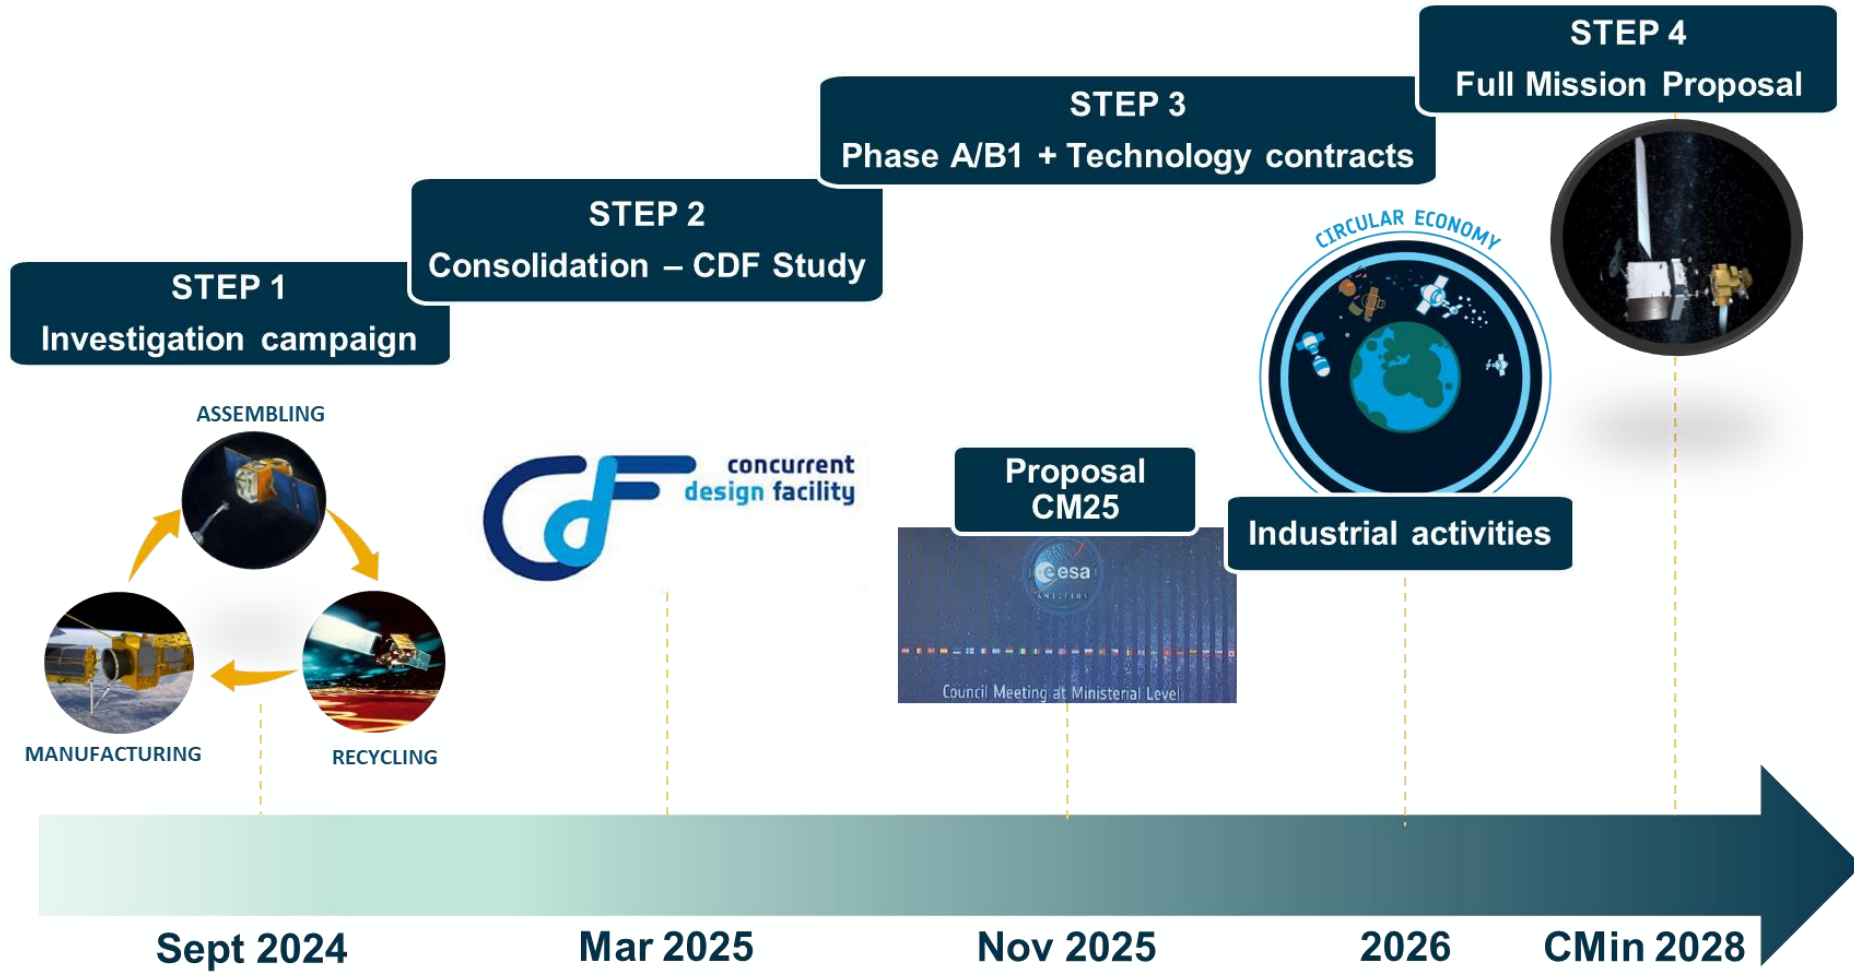 STEP 1
Investigation campaign
ASSEMBLING
MANUFACTURING
RECYCLING
STEP 2
Consolidation – CDF Study
CDF
concurrent
design facility
STEP 3
Phase A/B1 + Technology contracts
Proposal
CM25
esa
Council Meeting at Ministerial Level
CIRCULAR ECONOMY
Industrial activities
STEP 4
Full Mission Proposal
Sept 2024
Mar 2025
Nov 2025
2026
CMin 2028